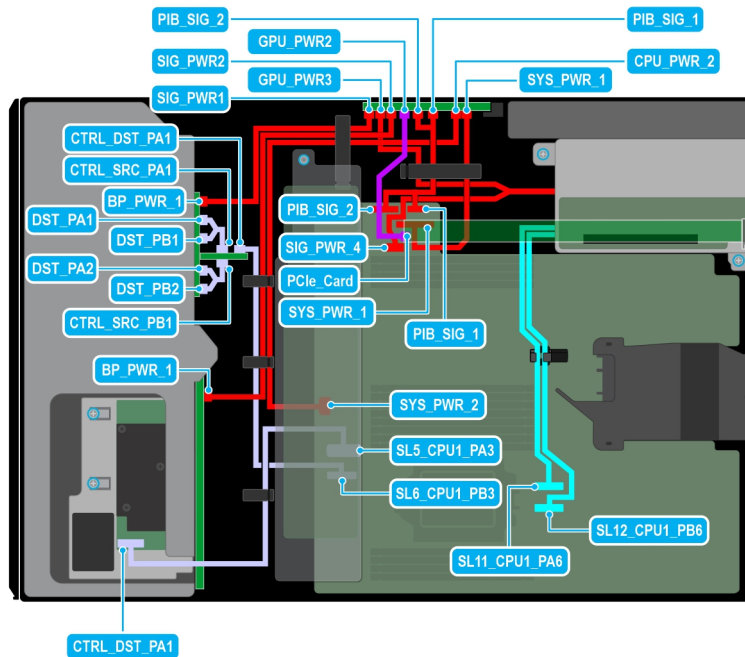 PIB_SIG_2
PIB_SIG_1
GPU_PWR2
SIG_PWR2
CPU_PWR_2
GPU_PWR3
SYS_PWR_1
SIG_PWR1
CTRL_DST_PA1
CTRL_SRC_PA1
BP_PWR_1
DST_PA1
PIB_SIG_2
DST_PB1
SIG_PWR_4
DST_PA2
PCIe_Card
DST_PB2
SYS_PWR_1
CTRL_SRC_PB1
PIB_SIG_1
BP_PWR_1
SYS_PWR_2
SL5_CPU1_PA3
SL6_CPU1_PB3
SL12_CPU1_PB6
SL11_CPU1_PA6
CTRL_DST_PA1